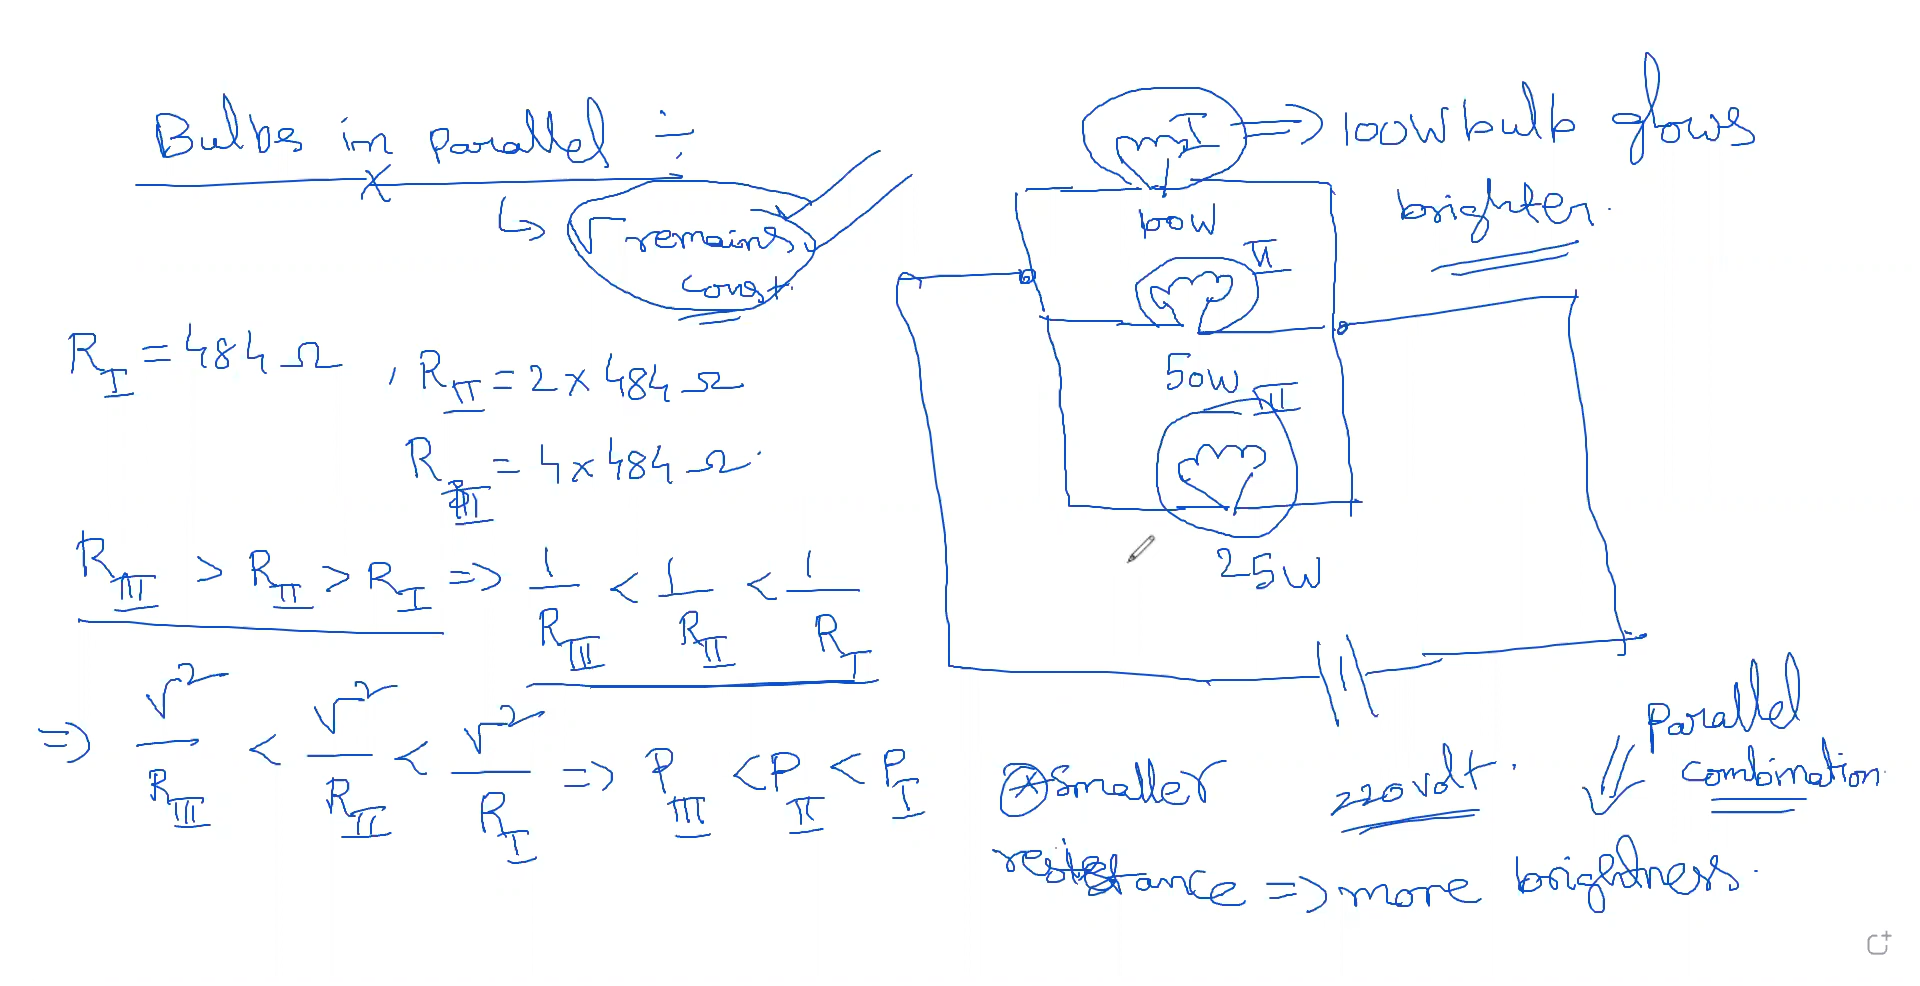 Bulbs in parallel :-
↳ V remains
const.
R_I = 484 Ω , R_II = 2 × 484 Ω
R_III = 4 × 484 Ω.
R_III > R_II > R_I => 1/R_III < 1/R_II < 1/R_I
=> V²/R_III < V²/R_II < V²/R_I => P_III < P_II < P_I
I => 100W bulb glows
brighter.
100W
II
50W
III
25W
220 volt.
Parallel
combination
* Smaller
resistance => more brightness.